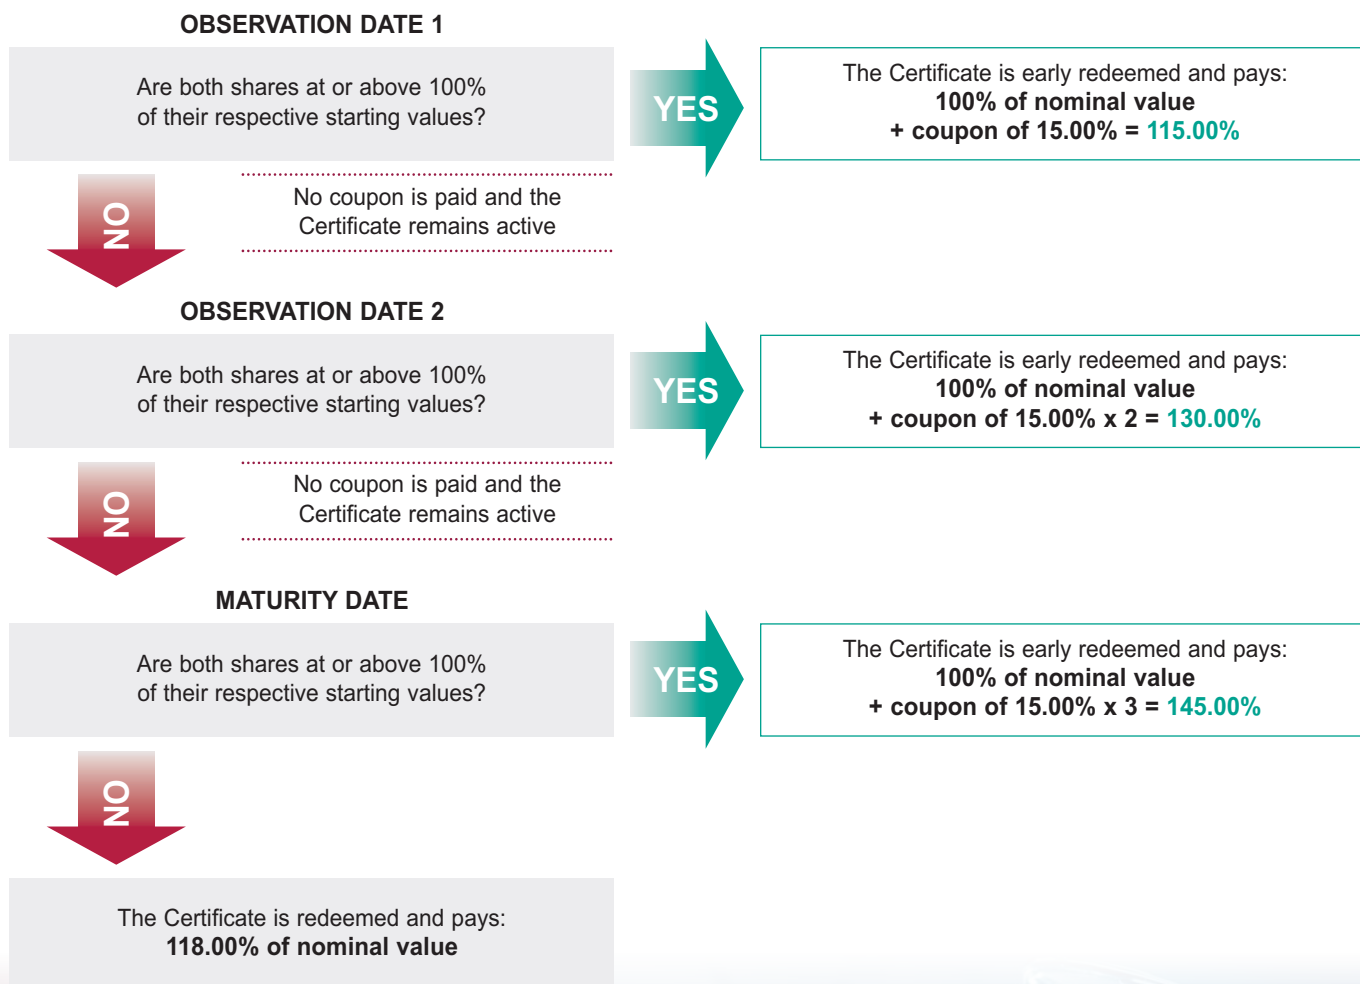 OBSERVATION DATE 1
Are both shares at or above 100%
of their respective starting values?
YES
The Certificate is early redeemed and pays:
100% of nominal value
+ coupon of 15.00% = 115.00%
NO
No coupon is paid and the
Certificate remains active
OBSERVATION DATE 2
Are both shares at or above 100%
of their respective starting values?
YES
The Certificate is early redeemed and pays:
100% of nominal value
+ coupon of 15.00% x 2 = 130.00%
NO
No coupon is paid and the
Certificate remains active
MATURITY DATE
Are both shares at or above 100%
of their respective starting values?
YES
The Certificate is early redeemed and pays:
100% of nominal value
+ coupon of 15.00% x 3 = 145.00%
NO
The Certificate is redeemed and pays:
118.00% of nominal value